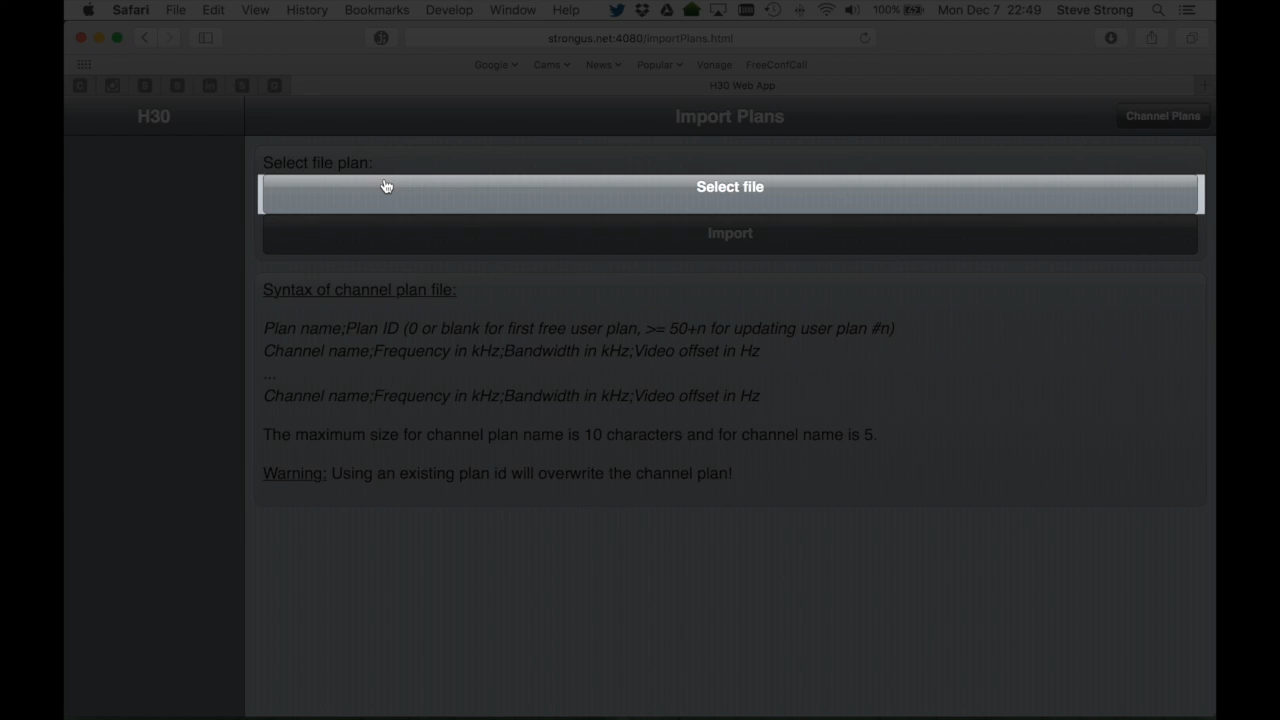 Safari File Edit View History Bookmarks Develop Window Help 100% Mon Dec 7 22:49 Steve Strong
strongus.net:4080/importPlans.html
Google Cams News Popular Vonage FreeConfCall
H30 Web App
H30 Import Plans Channel Plans
Select file plan:
Select file
Import
Syntax of channel plan file:
Plan name;Plan ID (0 or blank for first free user plan, >= 50+n for updating user plan #n)
Channel name;Frequency in kHz;Bandwidth in kHz;Video offset in Hz
...
Channel name;Frequency in kHz;Bandwidth in kHz;Video offset in Hz
The maximum size for channel plan name is 10 characters and for channel name is 5.
Warning: Using an existing plan id will overwrite the channel plan!